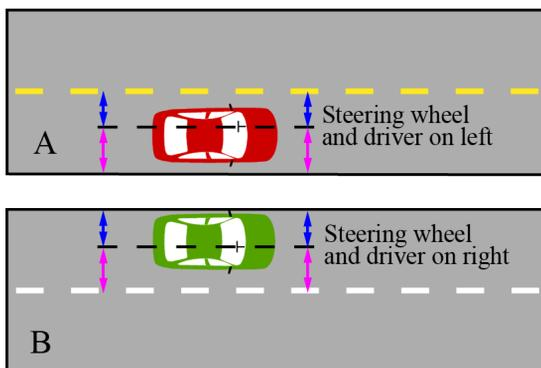 Steering wheel
and driver on left
A
Steering wheel
and driver on right
B